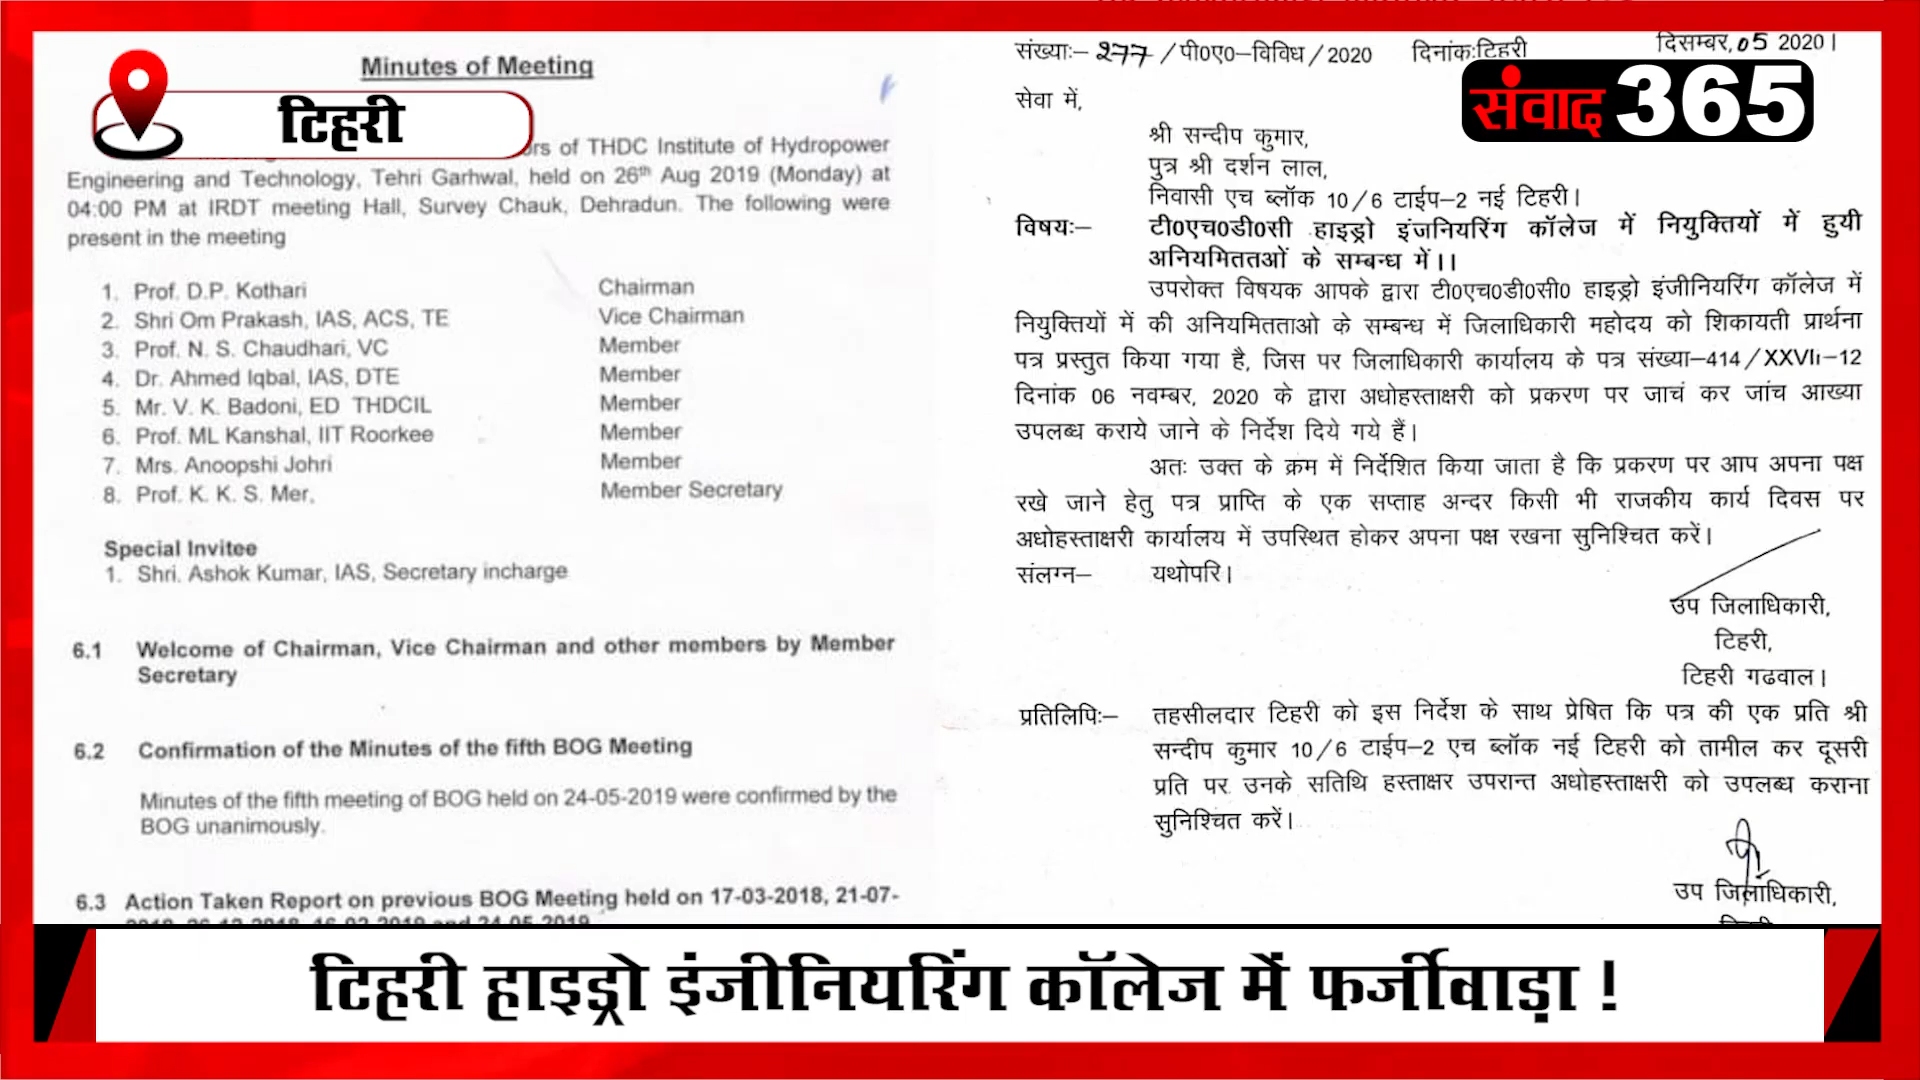 Minutes of Meeting
टिहरी
of THDC Institute of Hydropower
Engineering and Technology, Tehri Garhwal, held on 26th Aug 2019 (Monday) at
04:00 PM at IRDT meeting Hall, Survey Chauk, Dehradun. The following were
present in the meeting
1. Prof. D.P. Kothari Chairman
2. Shri Om Prakash, IAS, ACS, TE Vice Chairman
3. Prof. N. S. Chaudhari, VC Member
4. Dr. Ahmed Iqbal, IAS, DTE Member
5. Mr. V. K. Badoni, ED THDCIL Member
6. Prof. ML Kanshal, IIT Roorkee Member
7. Mrs. Anoopshi Johri Member
8. Prof. K. K. S. Mer, Member Secretary
Special Invitee
1. Shri. Ashok Kumar, IAS, Secretary incharge
6.1 Welcome of Chairman, Vice Chairman and other members by Member
Secretary
6.2 Confirmation of the Minutes of the fifth BOG Meeting
Minutes of the fifth meeting of BOG held on 24-05-2019 were confirmed by the
BOG unanimously.
6.3 Action Taken Report on previous BOG Meeting held on 17-03-2018, 21-07-
संख्याः– २77 /पी0ए0–विविध/2020 दिनांक:टिहरी दिसम्बर, 05 2020।
संवाद 365
सेवा में,
श्री सन्दीप कुमार,
पुत्र श्री दर्शन लाल,
निवासी एच ब्लॉक 10/6 टाईप–2 नई टिहरी।
विषयः– टी0एच0डी0सी हाइड्रो इंजनियरिंग कॉलेज में नियुक्तियों में हुयी
अनियमितताओं के सम्बन्ध में।।
उपरोक्त विषयक आपके द्वारा टी0एच0डी0सी0 हाइड्रो इंजीनियरिंग कॉलेज में
नियुक्तियों में की अनियमितताओ के सम्बन्ध में जिलाधिकारी महोदय को शिकायती प्रार्थना
पत्र प्रस्तुत किया गया है, जिस पर जिलाधिकारी कार्यालय के पत्र संख्या–414/XXVIi–12
दिनांक 06 नवम्बर, 2020 के द्वारा अधोहस्ताक्षरी को प्रकरण पर जाचं कर जांच आख्या
उपलब्ध कराये जाने के निर्देश दिये गये हैं।
अतः उक्त के क्रम में निर्देशित किया जाता है कि प्रकरण पर आप अपना पक्ष
रखे जाने हेतु पत्र प्राप्ति के एक सप्ताह अन्दर किसी भी राजकीय कार्य दिवस पर
अधोहस्ताक्षरी कार्यालय में उपस्थित होकर अपना पक्ष रखना सुनिश्चित करें।
संलग्न– यथोपरि।
उप जिलाधिकारी,
टिहरी,
टिहरी गढवाल।
प्रतिलिपिः– तहसीलदार टिहरी को इस निर्देश के साथ प्रेषित कि पत्र की एक प्रति श्री
सन्दीप कुमार 10/6 टाईप–2 एच ब्लॉक नई टिहरी को तामील कर दूसरी
प्रति पर उनके सतिथि हस्ताक्षर उपरान्त अधोहस्ताक्षरी को उपलब्ध कराना
सुनिश्चित करें।
उप जिलाधिकारी,
टिहरी हाइड्रो इंजीनियरिंग कॉलेज में फर्जीवाड़ा !